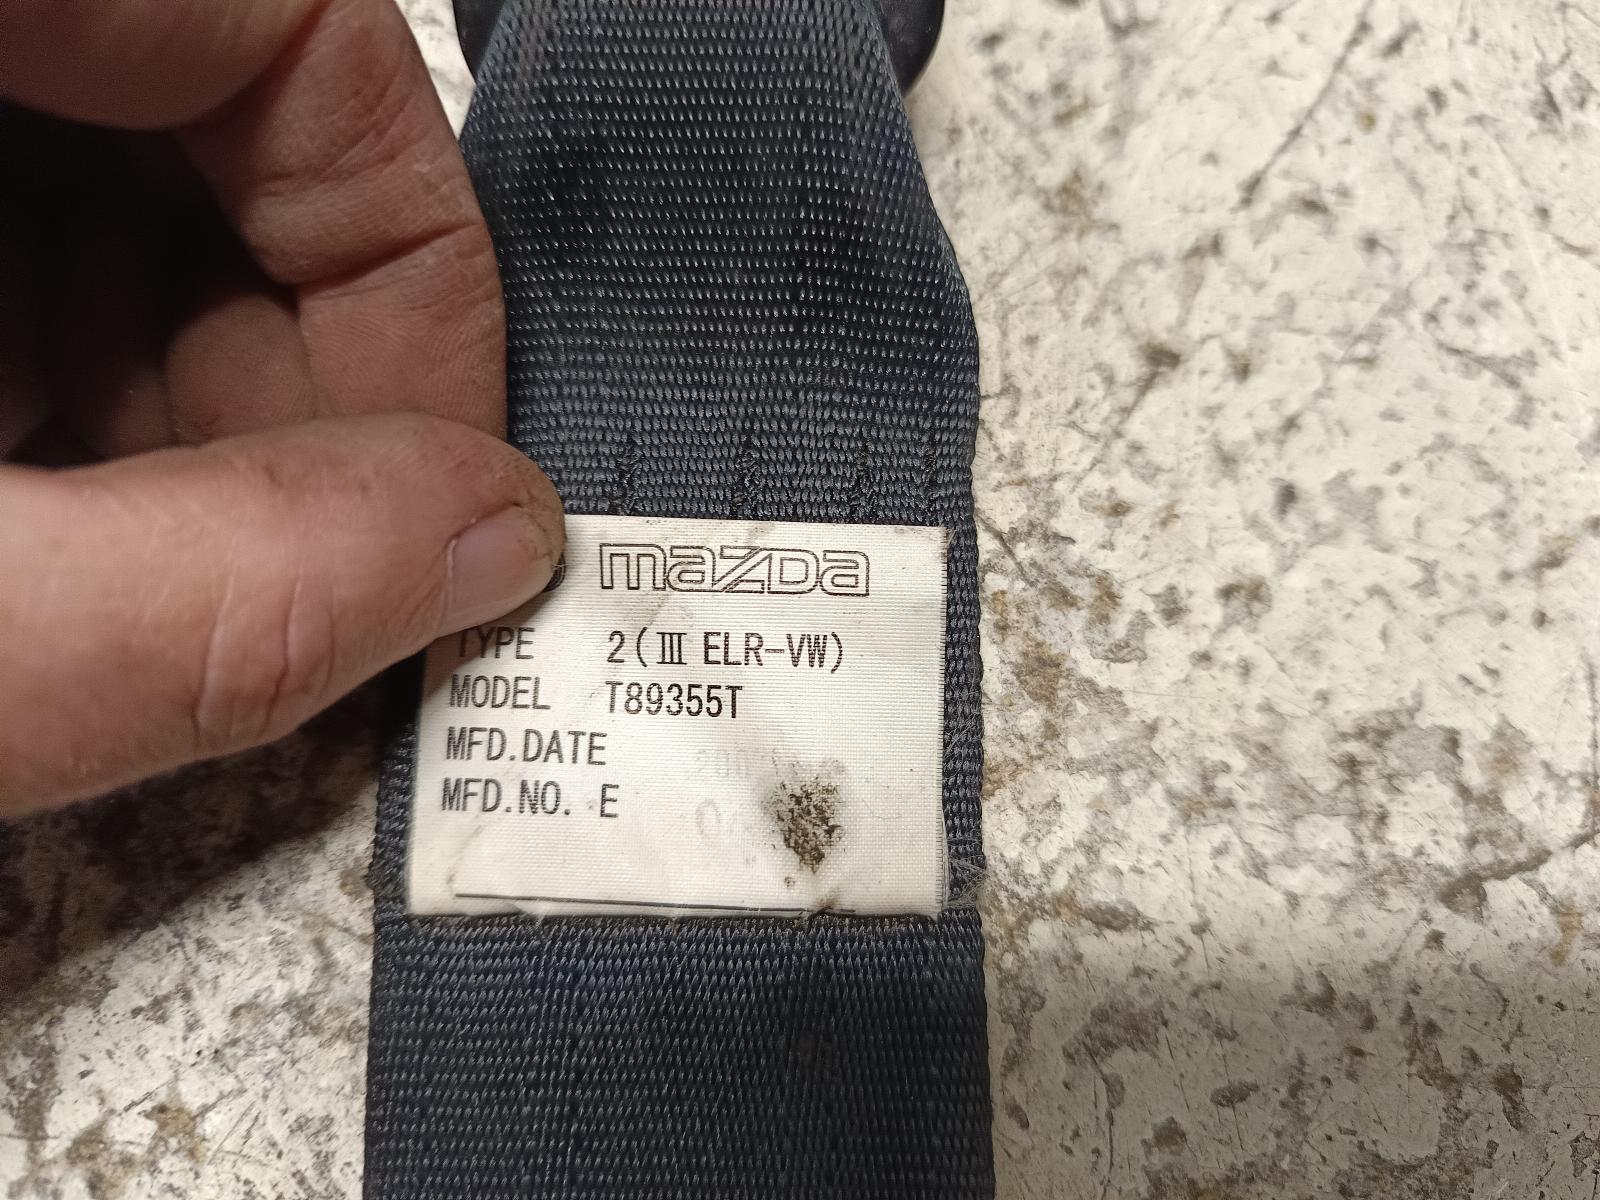 mazda
TYPE 2(Ⅲ ELR-VW)
MODEL T89355T
MFD.DATE
MFD.NO. E